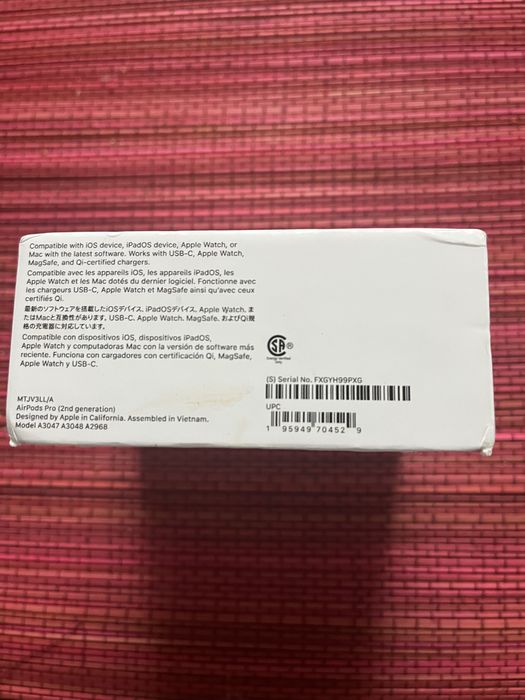 Compatible with iOS device, iPadOS device, Apple Watch, or
Mac with the latest software. Works with USB-C, Apple Watch,
MagSafe, and Qi-certified chargers.
Compatible avec les appareils iOS, les appareils iPadOS, les
Apple Watch et les Mac dotés du dernier logiciel. Fonctionne avec
les chargeurs USB-C, Apple Watch et MagSafe ainsi qu'avec ceux
certifiés Qi.
最新のソフトウェアを搭載したiOSデバイス、iPadOSデバイス、Apple Watch、ま
たはMacと互換性があります。USB-C、Apple Watch、MagSafe、およびQi規
格の充電器に対応しています。
Compatible con dispositivos iOS, dispositivos iPadOS,
Apple Watch y computadoras Mac con la versión de software más
reciente. Funciona con cargadores con certificación Qi, MagSafe,
Apple Watch y USB-C.
SA®
Energy Verified
(S) Serial No. FXGYH99PXG
MTJV3LL/A
AirPods Pro (2nd generation)
Designed by Apple in California. Assembled in Vietnam.
Model A3047 A3048 A2968
UPC
1 95949 70452 9